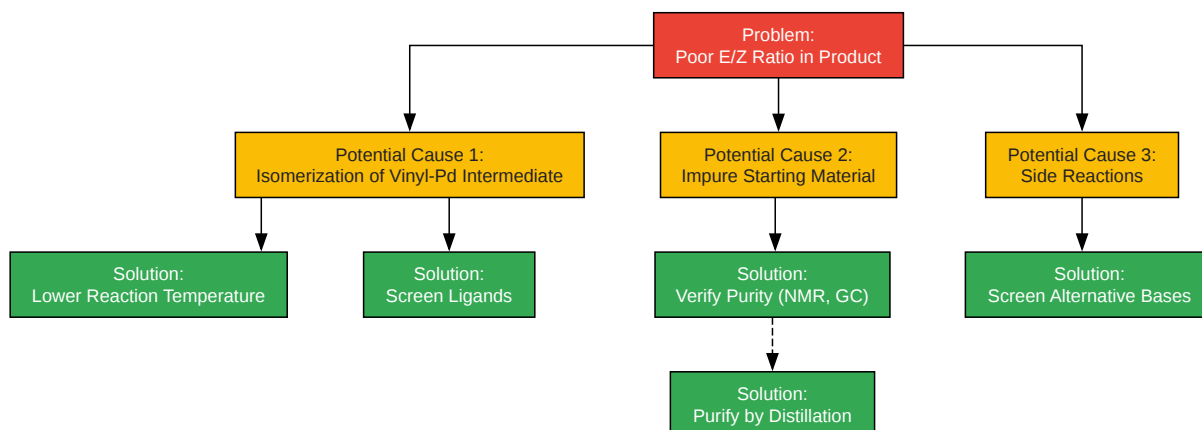 Problem:
Poor E/Z Ratio in Product
Potential Cause 1:
Isomerization of Vinyl-Pd Intermediate
Potential Cause 2:
Impure Starting Material
Potential Cause 3:
Side Reactions
Solution:
Lower Reaction Temperature
Solution:
Screen Ligands
Solution:
Verify Purity (NMR, GC)
Solution:
Screen Alternative Bases
Solution:
Purify by Distillation